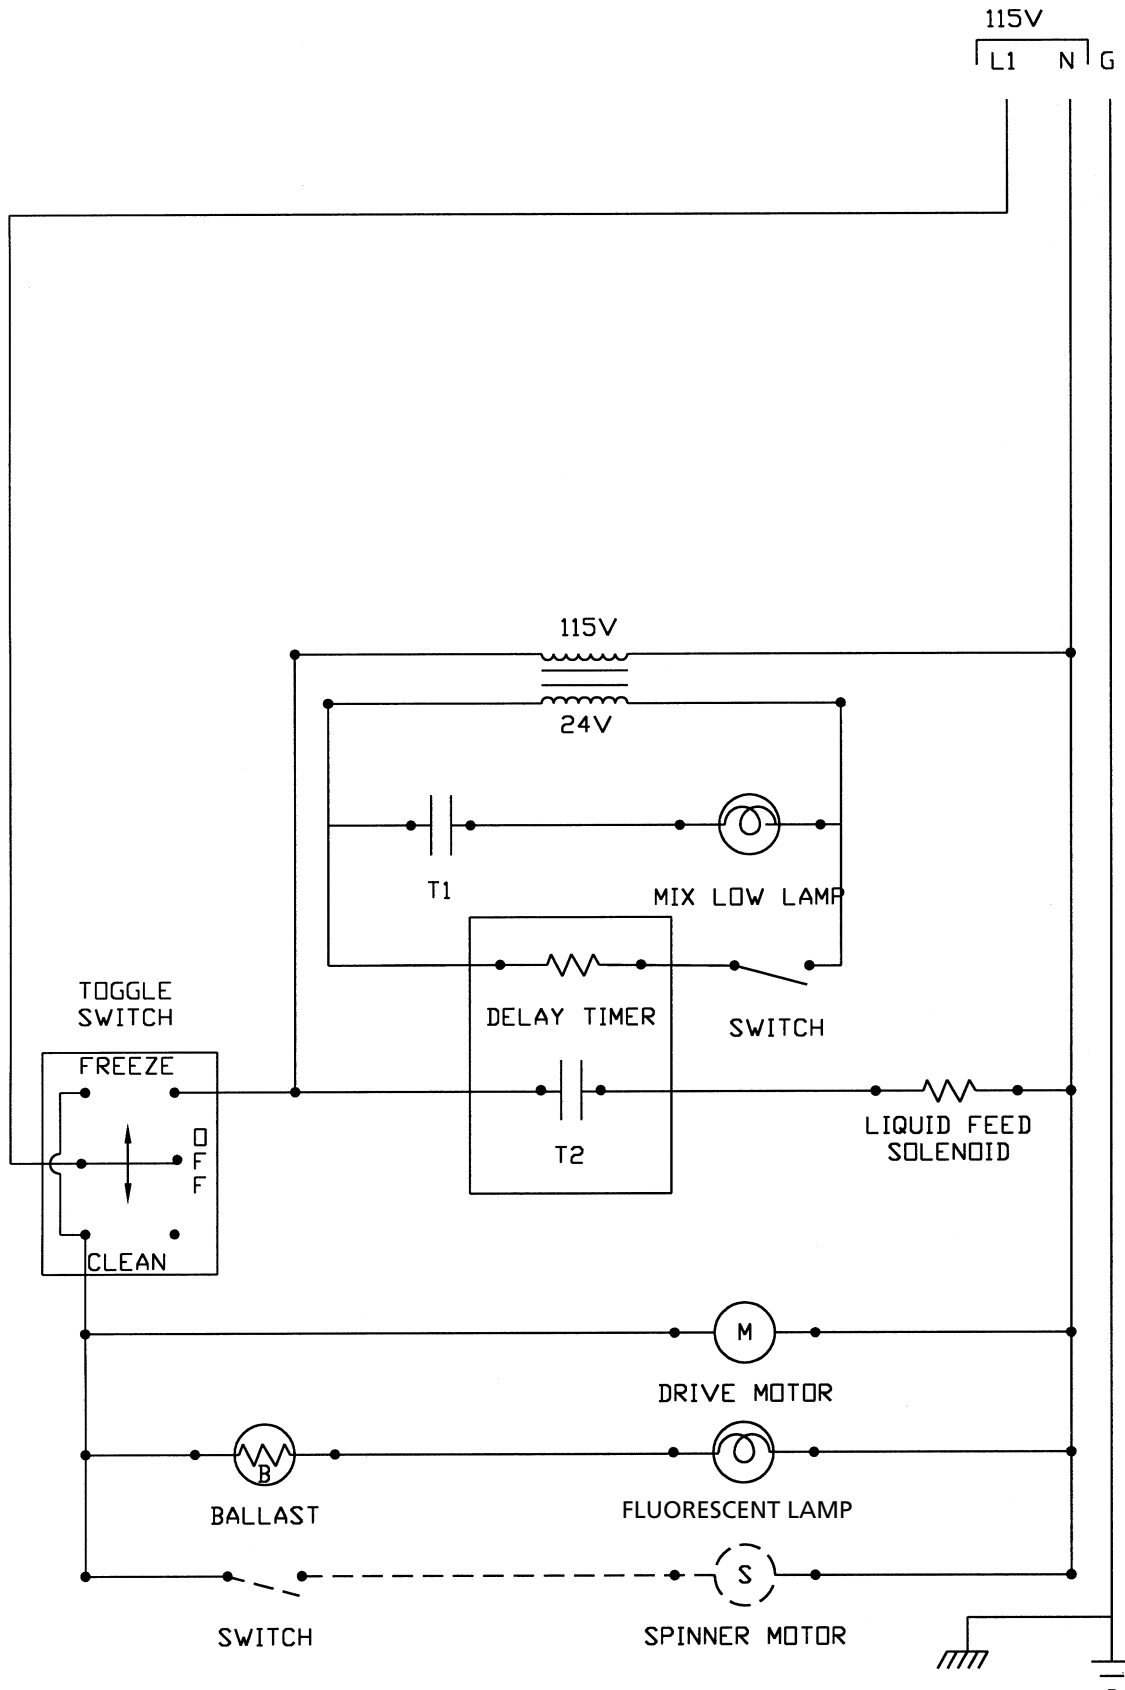 115V
L1 N G
115V
24V
T1
MIX LOW LAMP
DELAY TIMER
SWITCH
TOGGLE
SWITCH
FREEZE
OFF
CLEAN
T2
LIQUID FEED
SOLENOID
M
DRIVE MOTOR
B
BALLAST
FLUORESCENT LAMP
S
SWITCH
SPINNER MOTOR